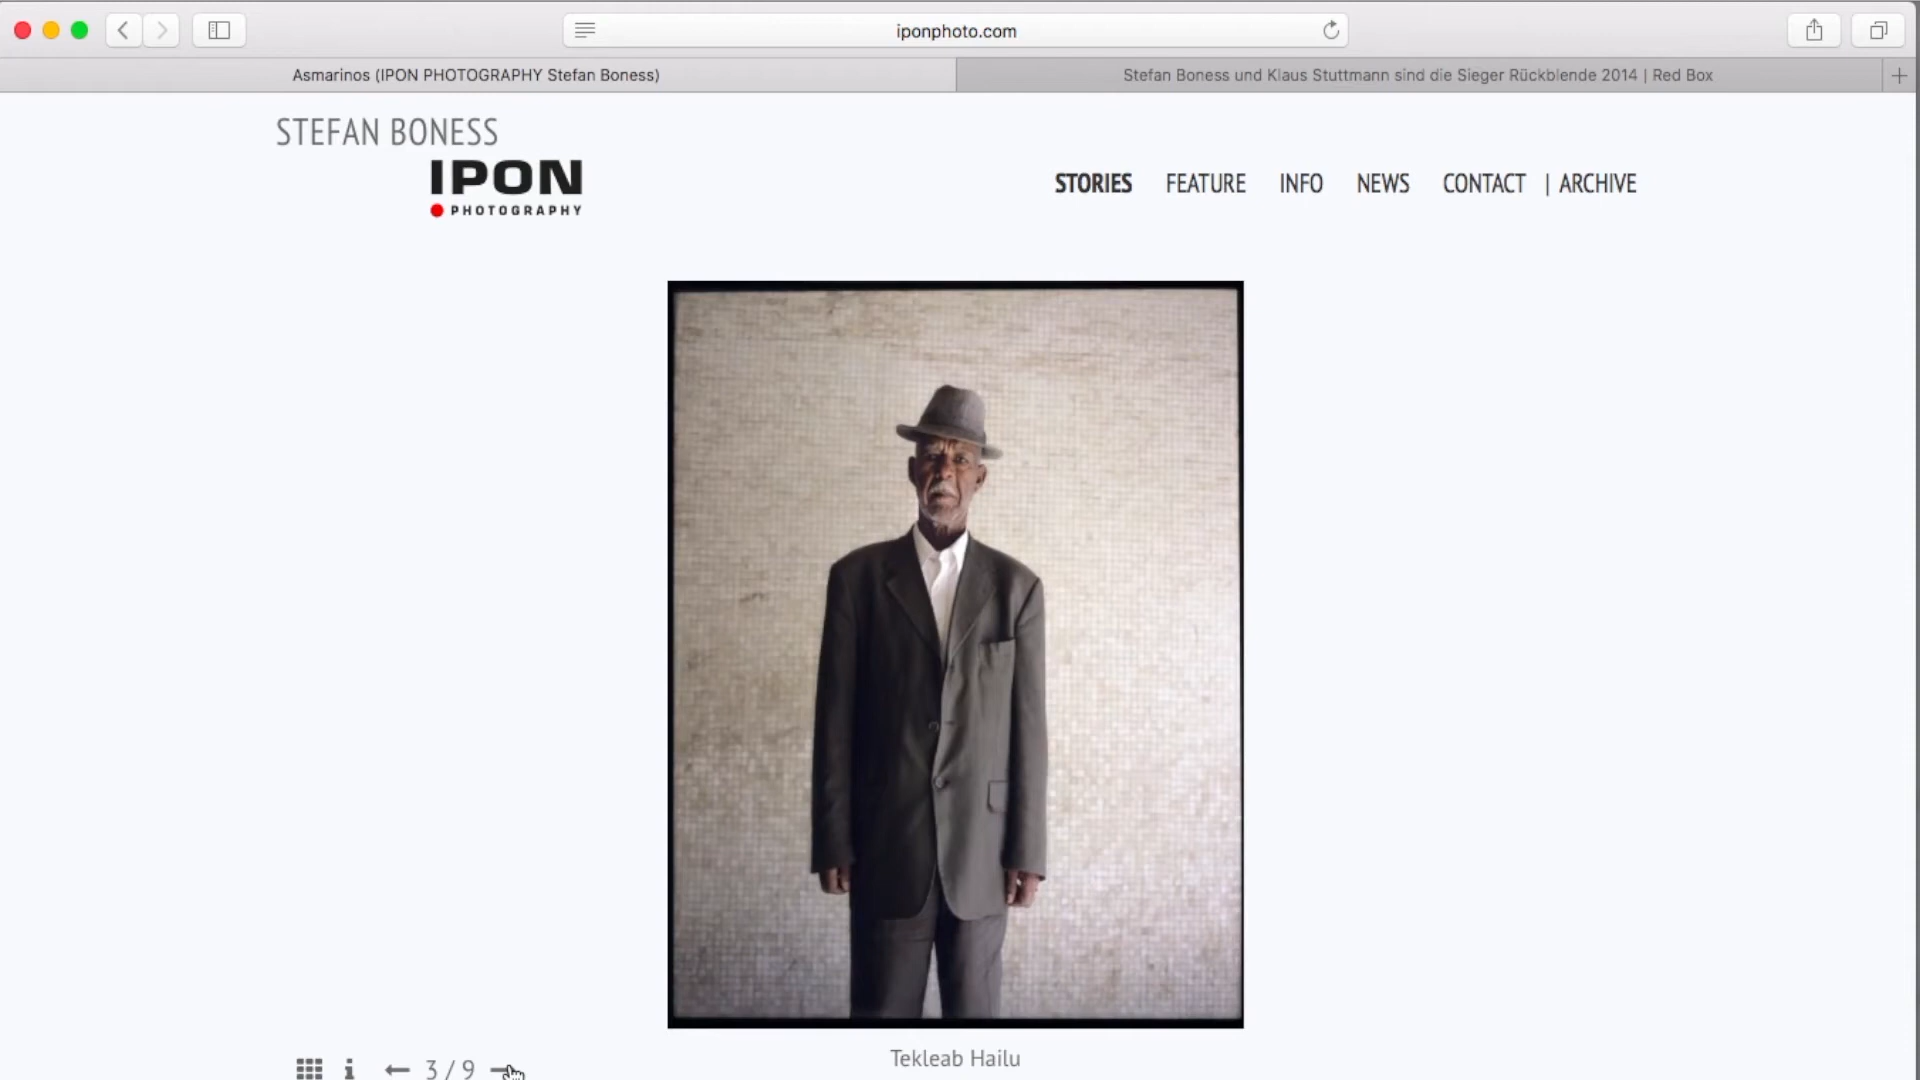 iponphoto.com
Asmarinos (IPON PHOTOGRAPHY Stefan Boness)
Stefan Boness und Klaus Stuttmann sind die Sieger Rückblende 2014 | Red Box
STEFAN BONESS
IPON
PHOTOGRAPHY
STORIES FEATURE INFO NEWS CONTACT | ARCHIVE
Tekleab Hailu
3 / 9